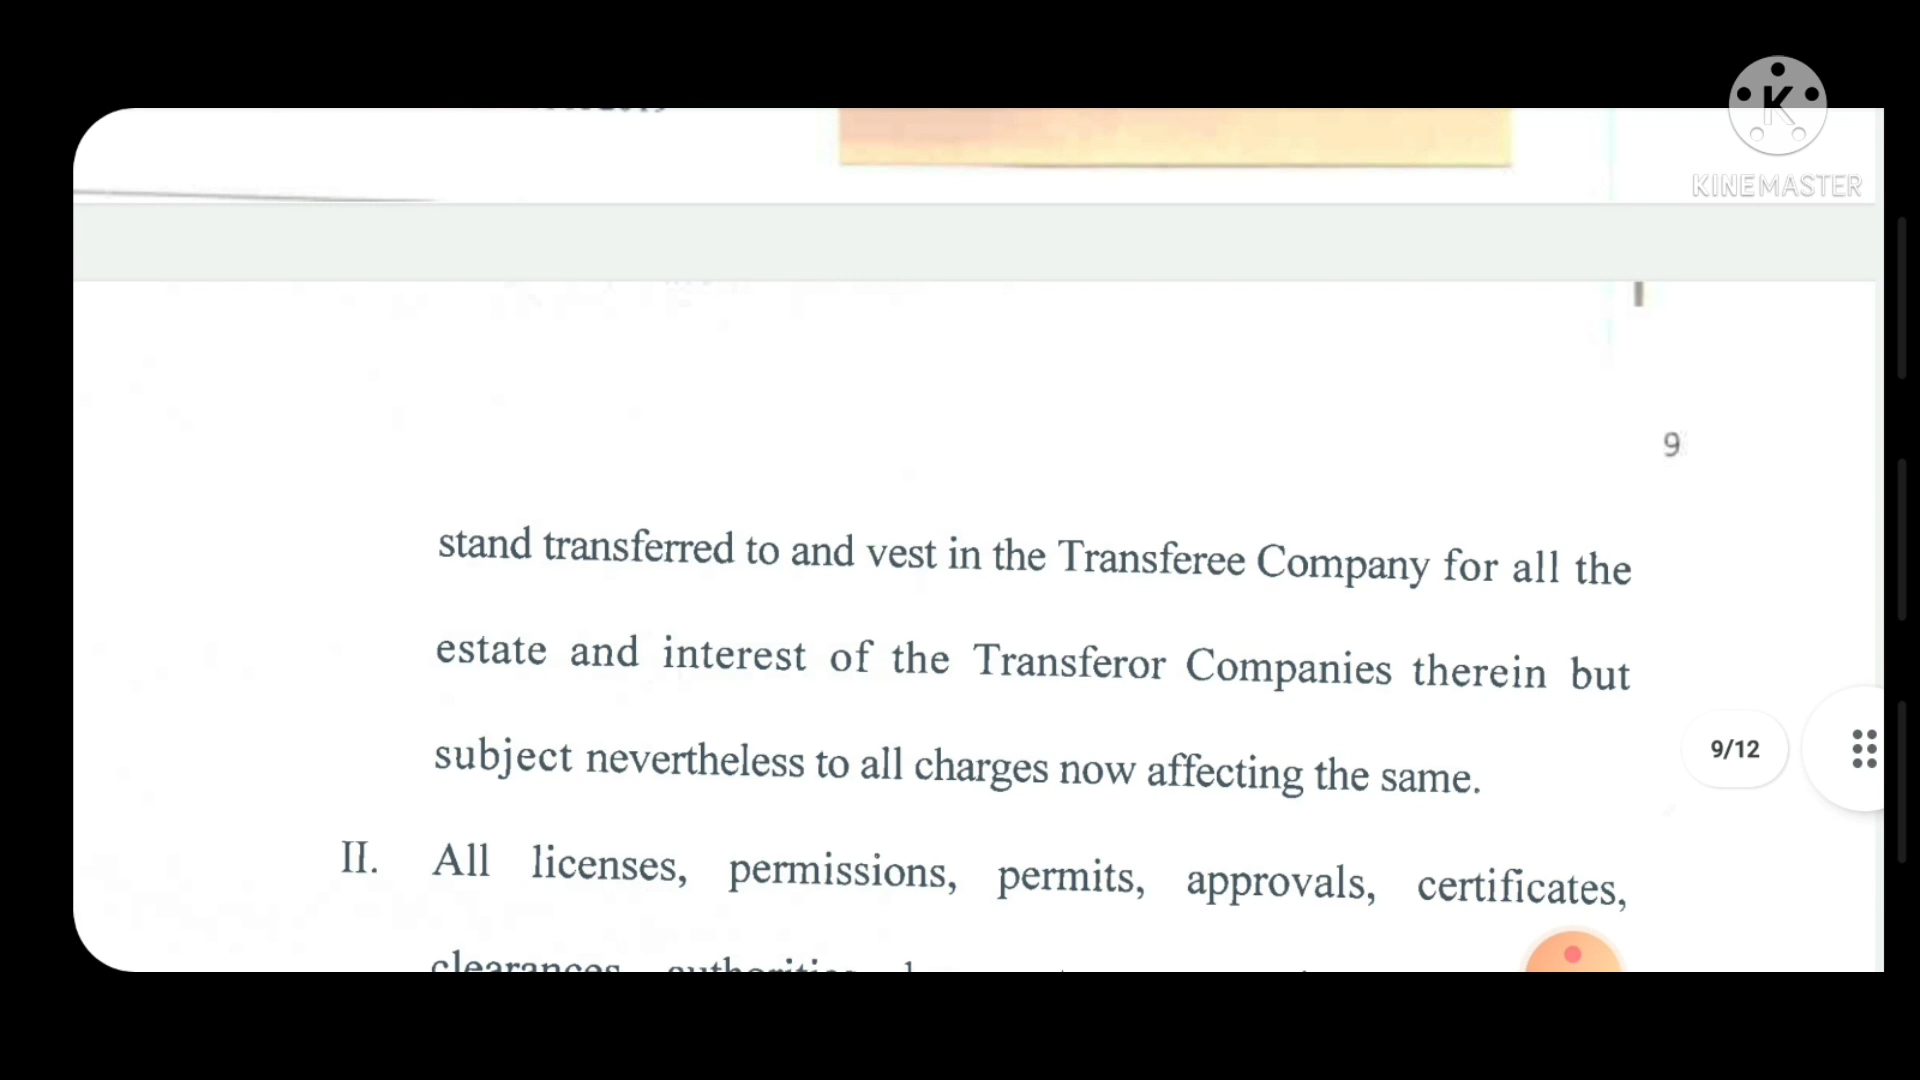 K
KINEMASTER
9
stand transferred to and vest in the Transferee Company for all the
estate and interest of the Transferor Companies therein but
subject nevertheless to all charges now affecting the same.
9/12
II. All licenses, permissions, permits, approvals, certificates,
clearances, authorities